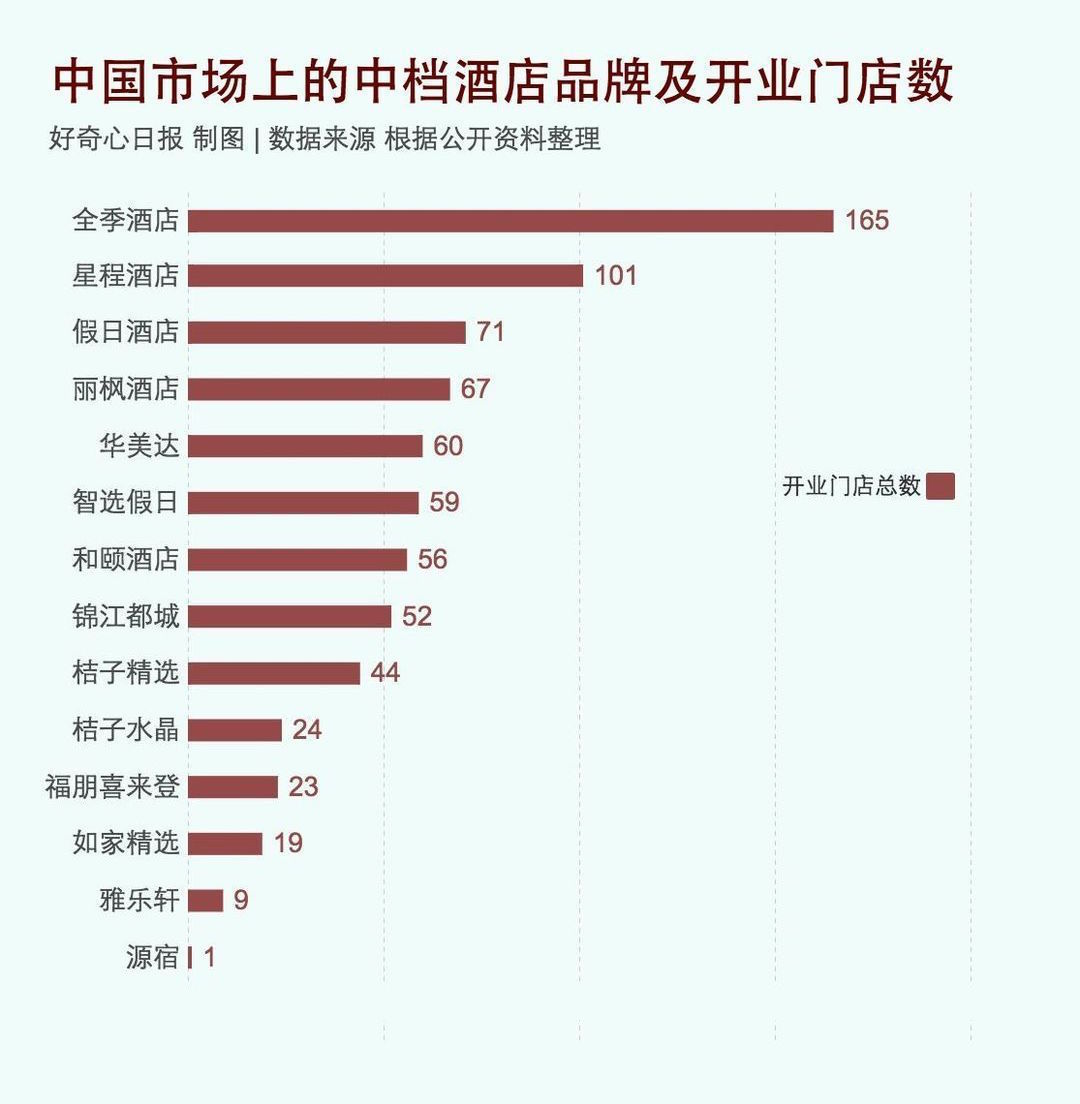 中国市场上的中档酒店品牌及开业门店数
好奇心日报 制图 | 数据来源 根据公开资料整理
全季酒店 165
星程酒店 101
假日酒店 71
丽枫酒店 67
华美达 60
智选假日 59
开业门店总数
和颐酒店 56
锦江都城 52
桔子精选 44
桔子水晶 24
福朋喜来登 23
如家精选 19
雅乐轩 9
源宿 1